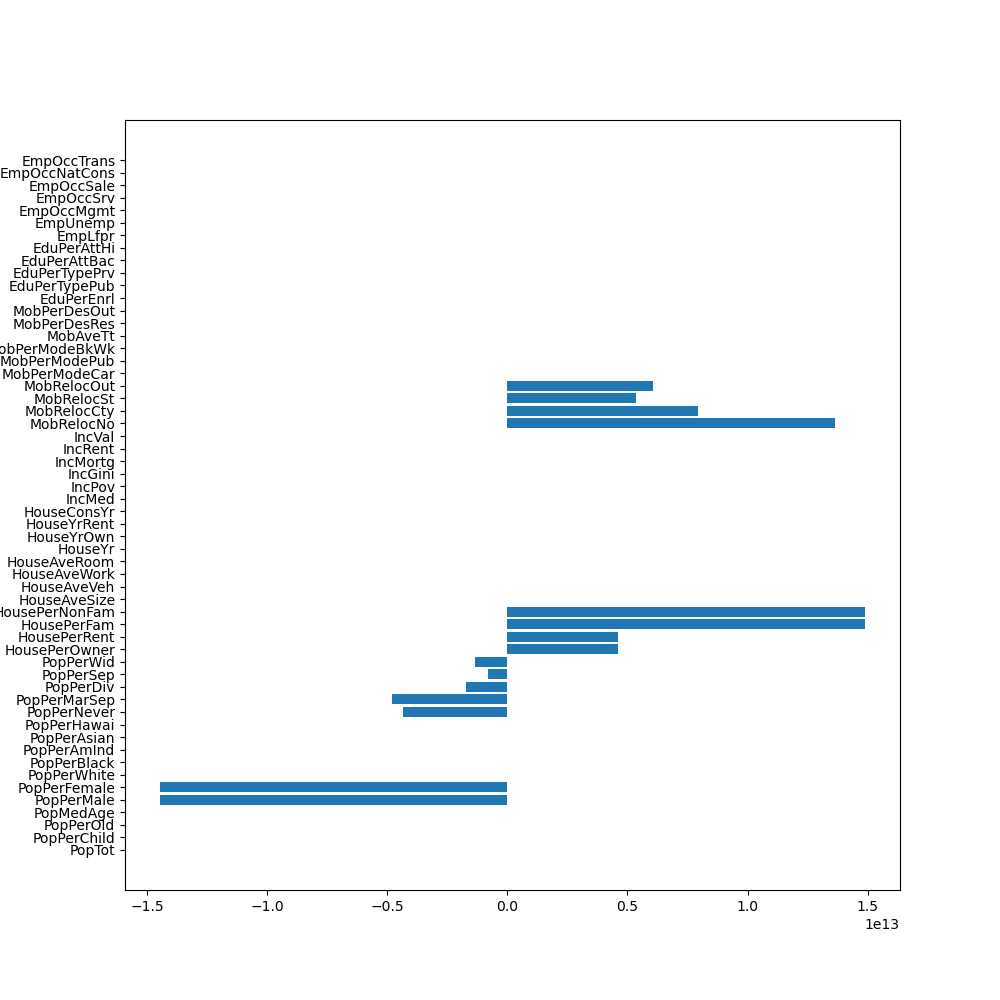 EmpOccTrans
EmpOccNatCons
EmpOccSale
EmpOccSrv
EmpOccMgmt
EmpUnemp
EmpLfpr
EduPerAttHi
EduPerAttBac
EduPerTypePrv
EduPerTypePub
EduPerEnrl
MobPerDesOut
MobPerDesRes
MobAveTt
obPerModeBkWk
MobPerModePub
MobPerModeCar
MobRelocOut
MobRelocSt
MobRelocCty
MobRelocNo
IncVal
IncRent
IncMortg
IncGini
IncPov
IncMed
HouseConsYr
HouseYrRent
HouseYrOwn
HouseYr
HouseAveRoom
HouseAveWork
HouseAveVeh
HouseAveSize
HousePerNonFam
HousePerFam
HousePerRent
HousePerOwner
PopPerWid
PopPerSep
PopPerDiv
PopPerMarSep
PopPerNever
PopPerHawai
PopPerAsian
PopPerAmInd
PopPerBlack
PopPerWhite
PopPerFemale
PopPerMale
PopMedAge
PopPerOld
PopPerChild
PopTot
−1.5 −1.0 −0.5 0.0 0.5 1.0 1.5
1e13